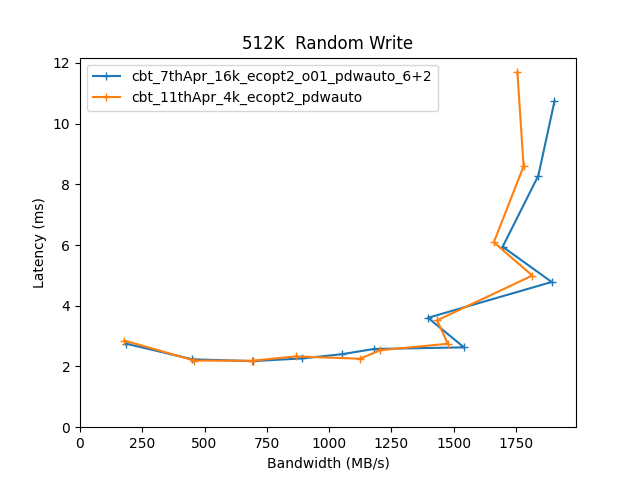 512K  Random Write
cbt_7thApr_16k_ecopt2_o01_pdwauto_6+2
cbt_11thApr_4k_ecopt2_pdwauto
12
10
8
6
4
2
0
Latency (ms)
0 250 500 750 1000 1250 1500 1750
Bandwidth (MB/s)